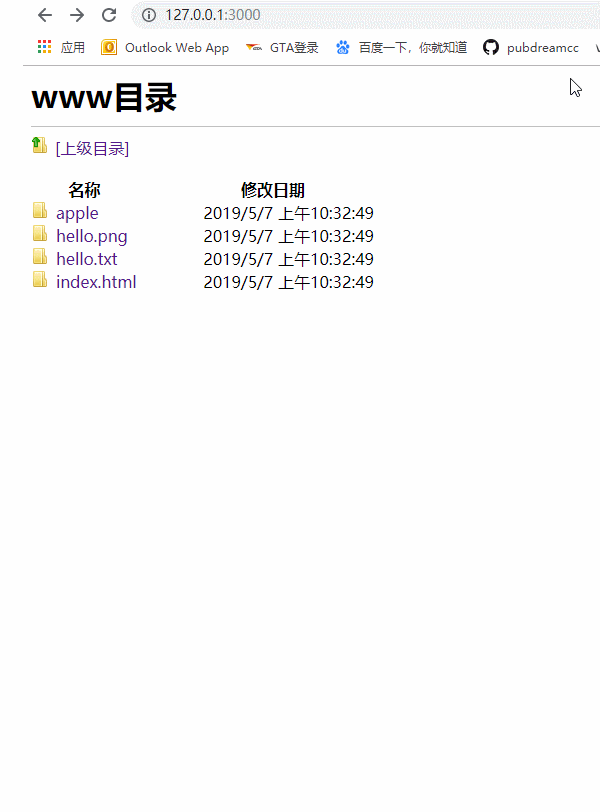 127.0.0.1:3000
应用 Outlook Web App GTA登录 百度一下，你就知道 pubdreamcc
www目录
[上级目录]
名称 修改日期
apple 2019/5/7 上午10:32:49
hello.png 2019/5/7 上午10:32:49
hello.txt 2019/5/7 上午10:32:49
index.html 2019/5/7 上午10:32:49